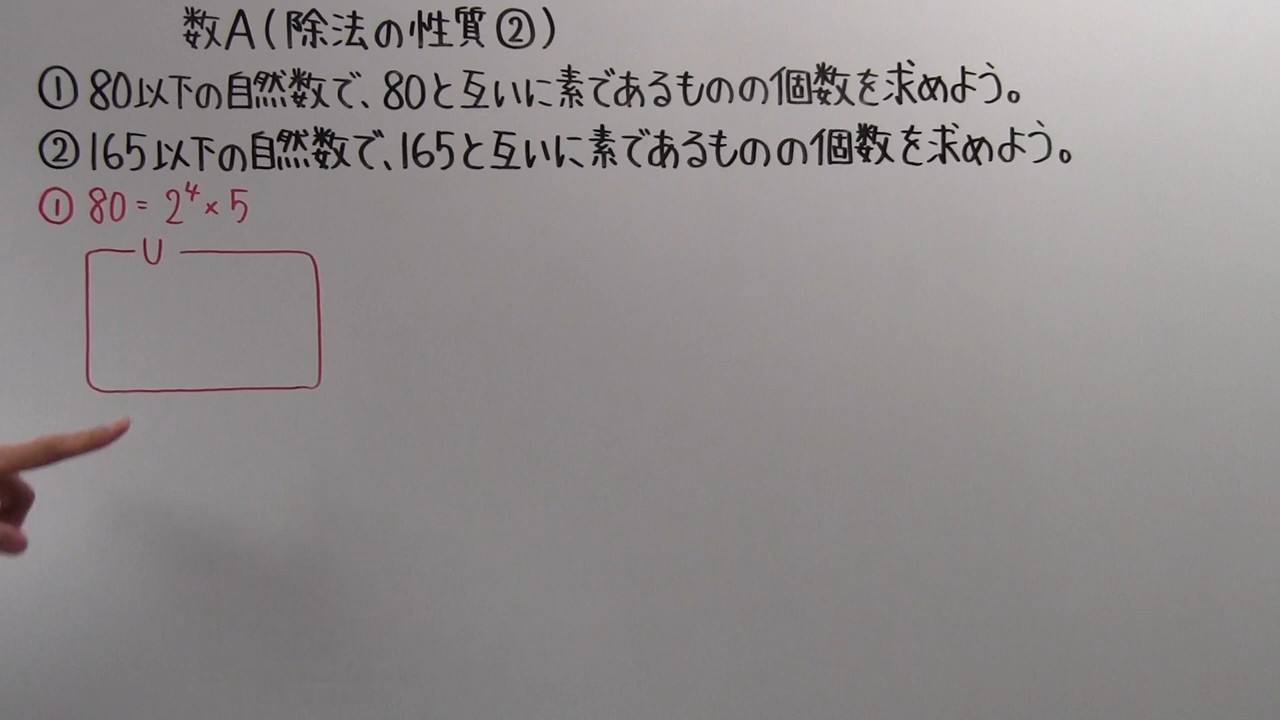 数A(除法の性質②)
①80以下の自然数で、80と互いに素であるものの個数を求めよう。
②165以下の自然数で、165と互いに素であるものの個数を求めよう。
①80=2⁴×5
U